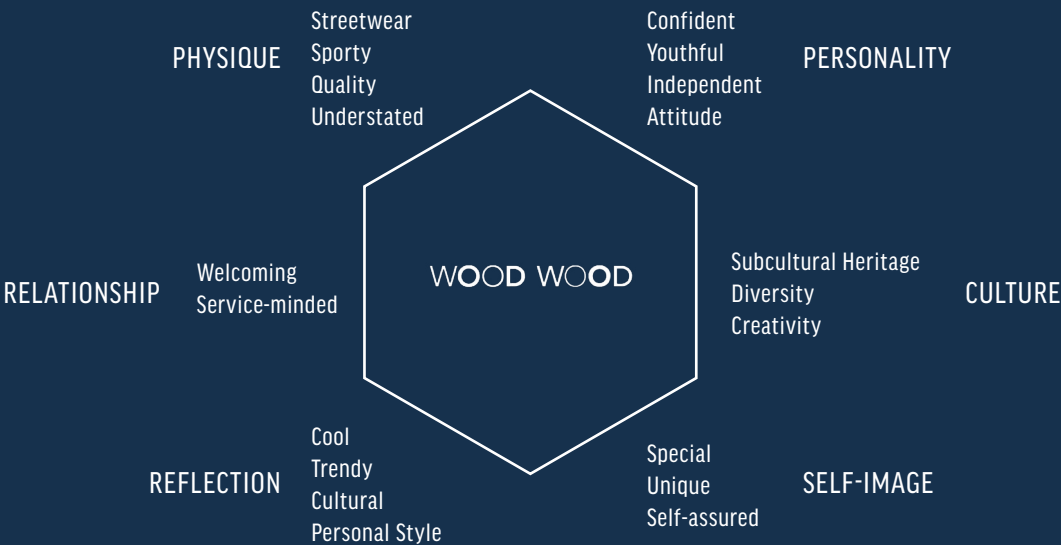 PHYSIQUE
Streetwear
Sporty
Quality
Understated
Confident
Youthful
Independent
Attitude
PERSONALITY
RELATIONSHIP
Welcoming
Service-minded
WOOD WOOD
Subcultural Heritage
Diversity
Creativity
CULTURE
REFLECTION
Cool
Trendy
Cultural
Personal Style
Special
Unique
Self-assured
SELF-IMAGE